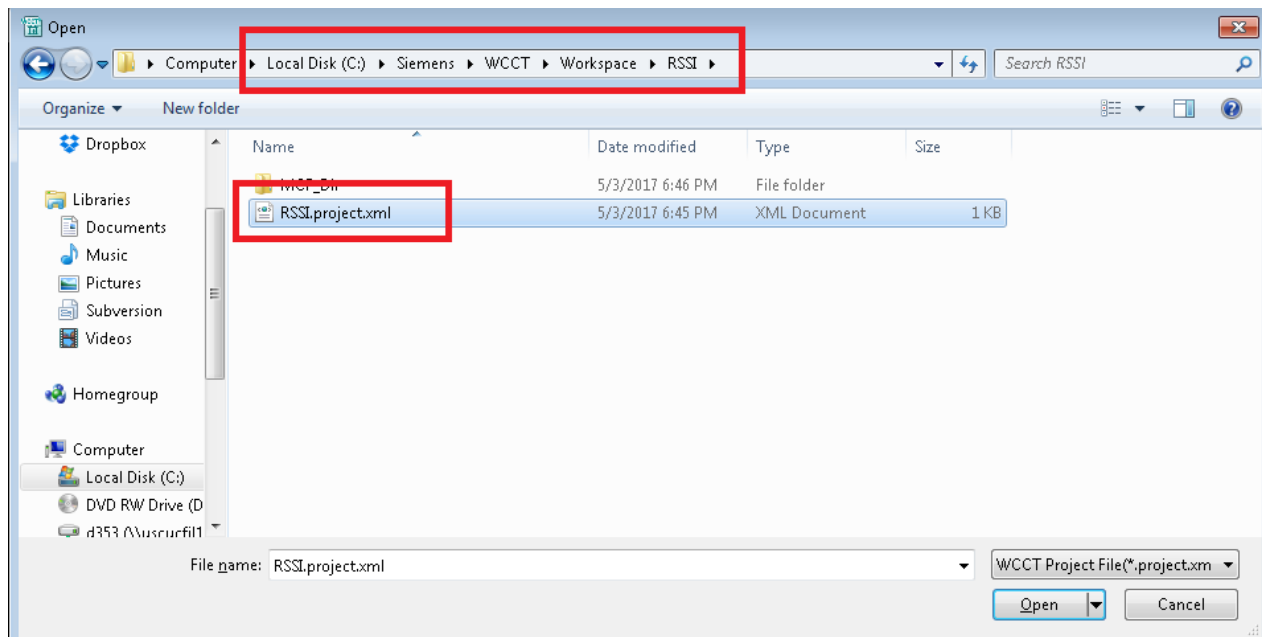 Open
Computer Local Disk (C:) Siemens WCCT Workspace RSSI
Search RSSI
Organize New folder
Name Date modified Type Size
Dropbox
5/3/2017 6:46 PM File folder
Libraries
RSSI.project.xml 5/3/2017 6:45 PM XML Document 1 KB
Documents
Music
Pictures
Subversion
Videos
Homegroup
Computer
Local Disk (C:)
DVD RW Drive (D
File name: RSSI.project.xml
WCCT Project File(*.project.xm
Open Cancel